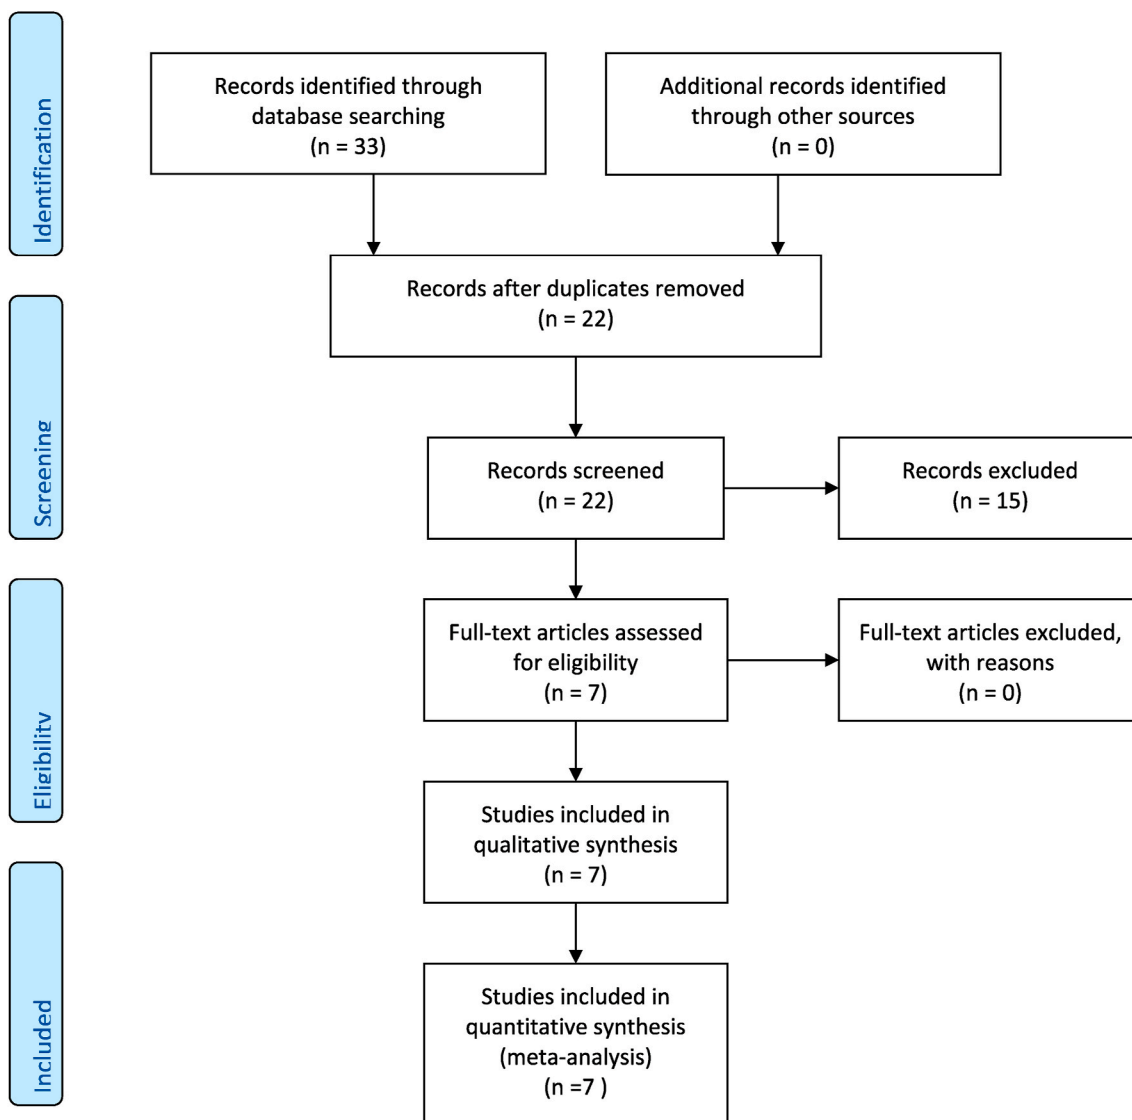 Identification
Records identified through
database searching
(n = 33)
Additional records identified
through other sources
(n = 0)
Records after duplicates removed
(n = 22)
Screening
Records screened
(n = 22)
Records excluded
(n = 15)
Eligibility
Full-text articles assessed
for eligibility
(n = 7)
Full-text articles excluded,
with reasons
(n = 0)
Studies included in
qualitative synthesis
(n = 7)
Included
Studies included in
quantitative synthesis
(meta-analysis)
(n =7 )